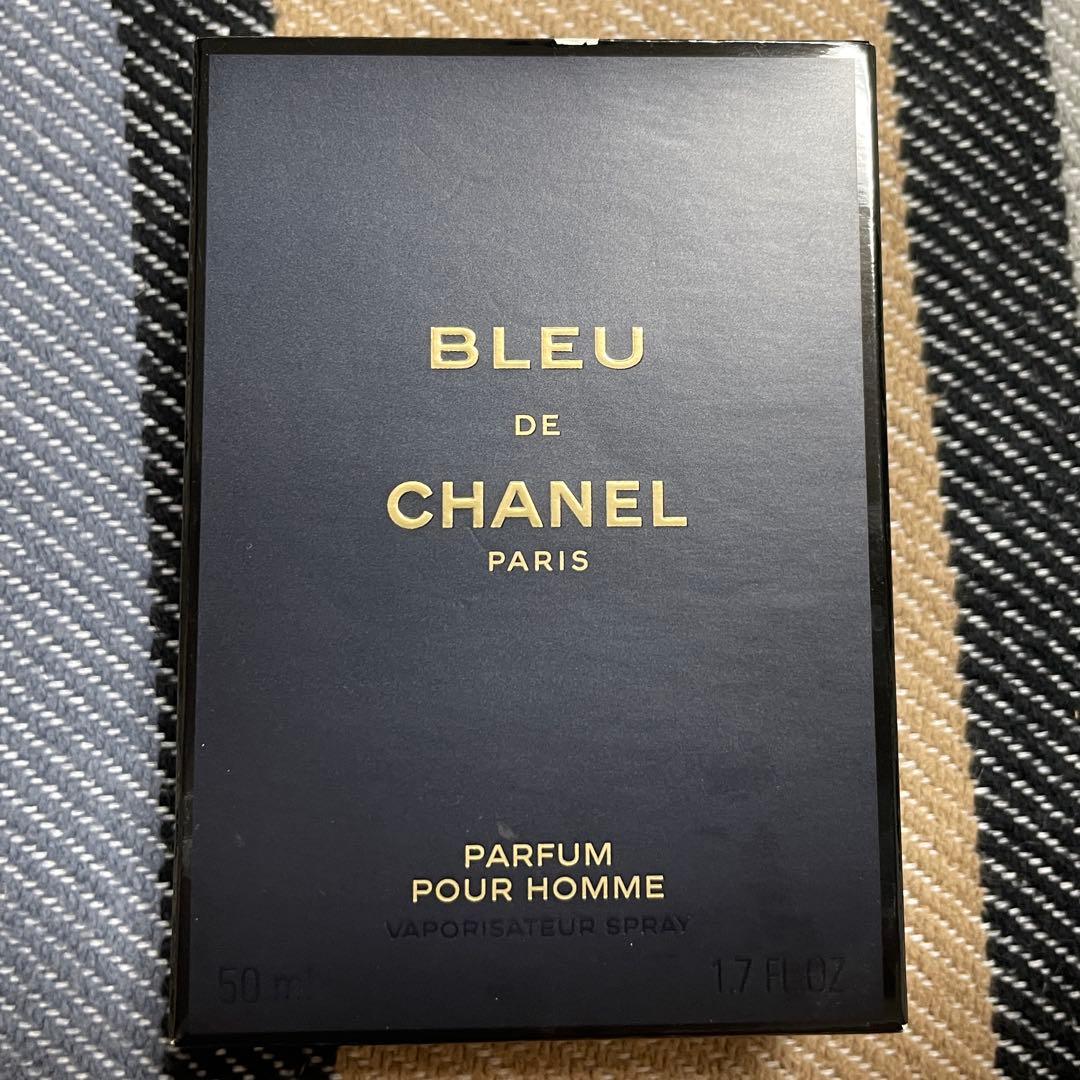 BLEU
DE
CHANEL
PARIS
PARFUM
POUR HOMME
VAPORISATEUR SPRAY
50 ml 1.7 FL OZ